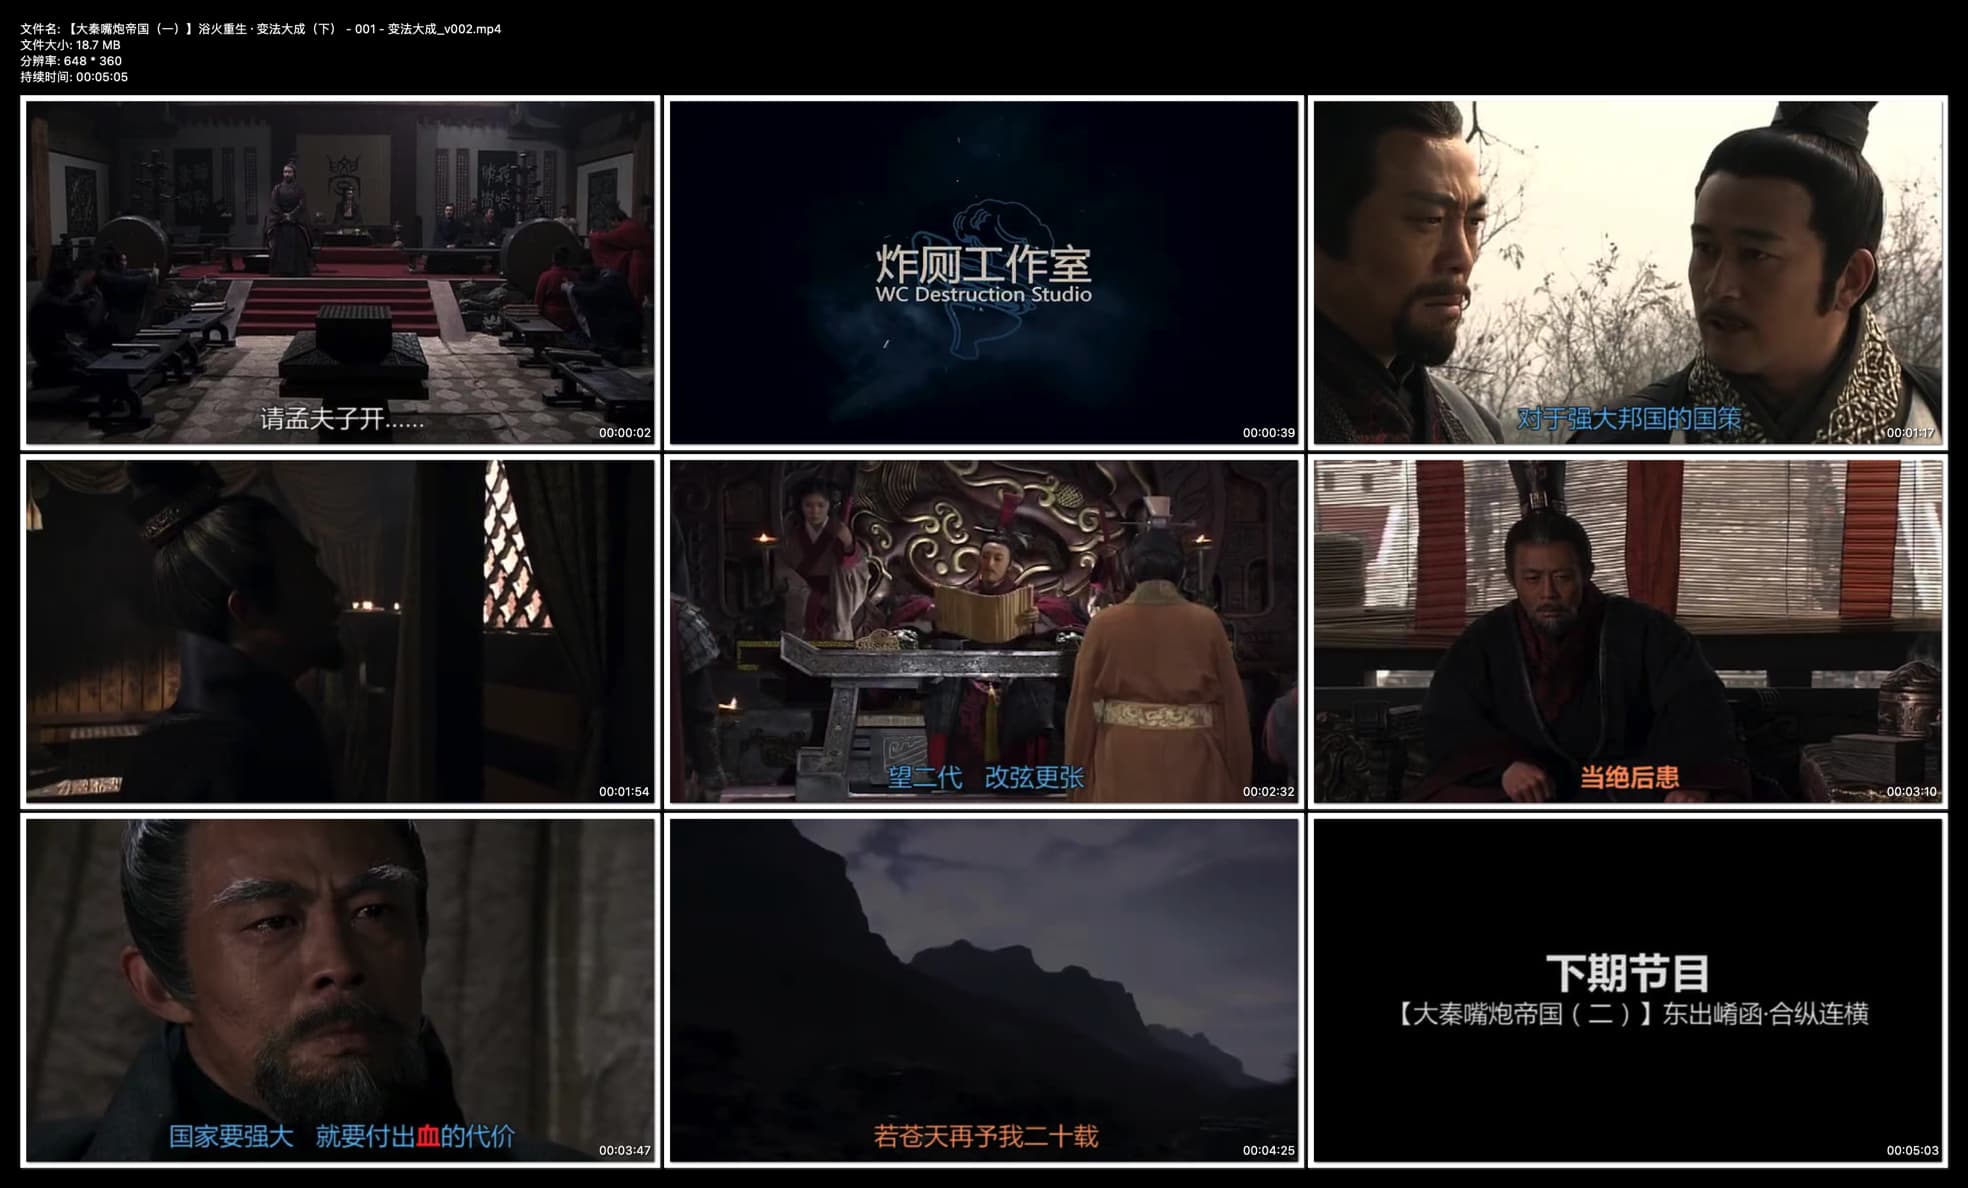 文件名: 【大秦嘴炮帝国（一）】浴火重生 · 变法大成（下） - 001 - 变法大成_v002.mp4
文件大小: 18.7 MB
分辨率: 648 * 360
持续时间: 00:05:05
请孟夫子开……
00:00:02
炸厕工作室
WC Destruction Studio
00:00:39
对于强大邦国的国策
00:01:17
00:01:54
望二代 改弦更张
00:02:32
当绝后患
00:03:10
国家要强大 就要付出血的代价
00:03:47
若苍天再予我二十载
00:04:25
下期节目
【大秦嘴炮帝国（二）】东出崤函·合纵连横
00:05:03